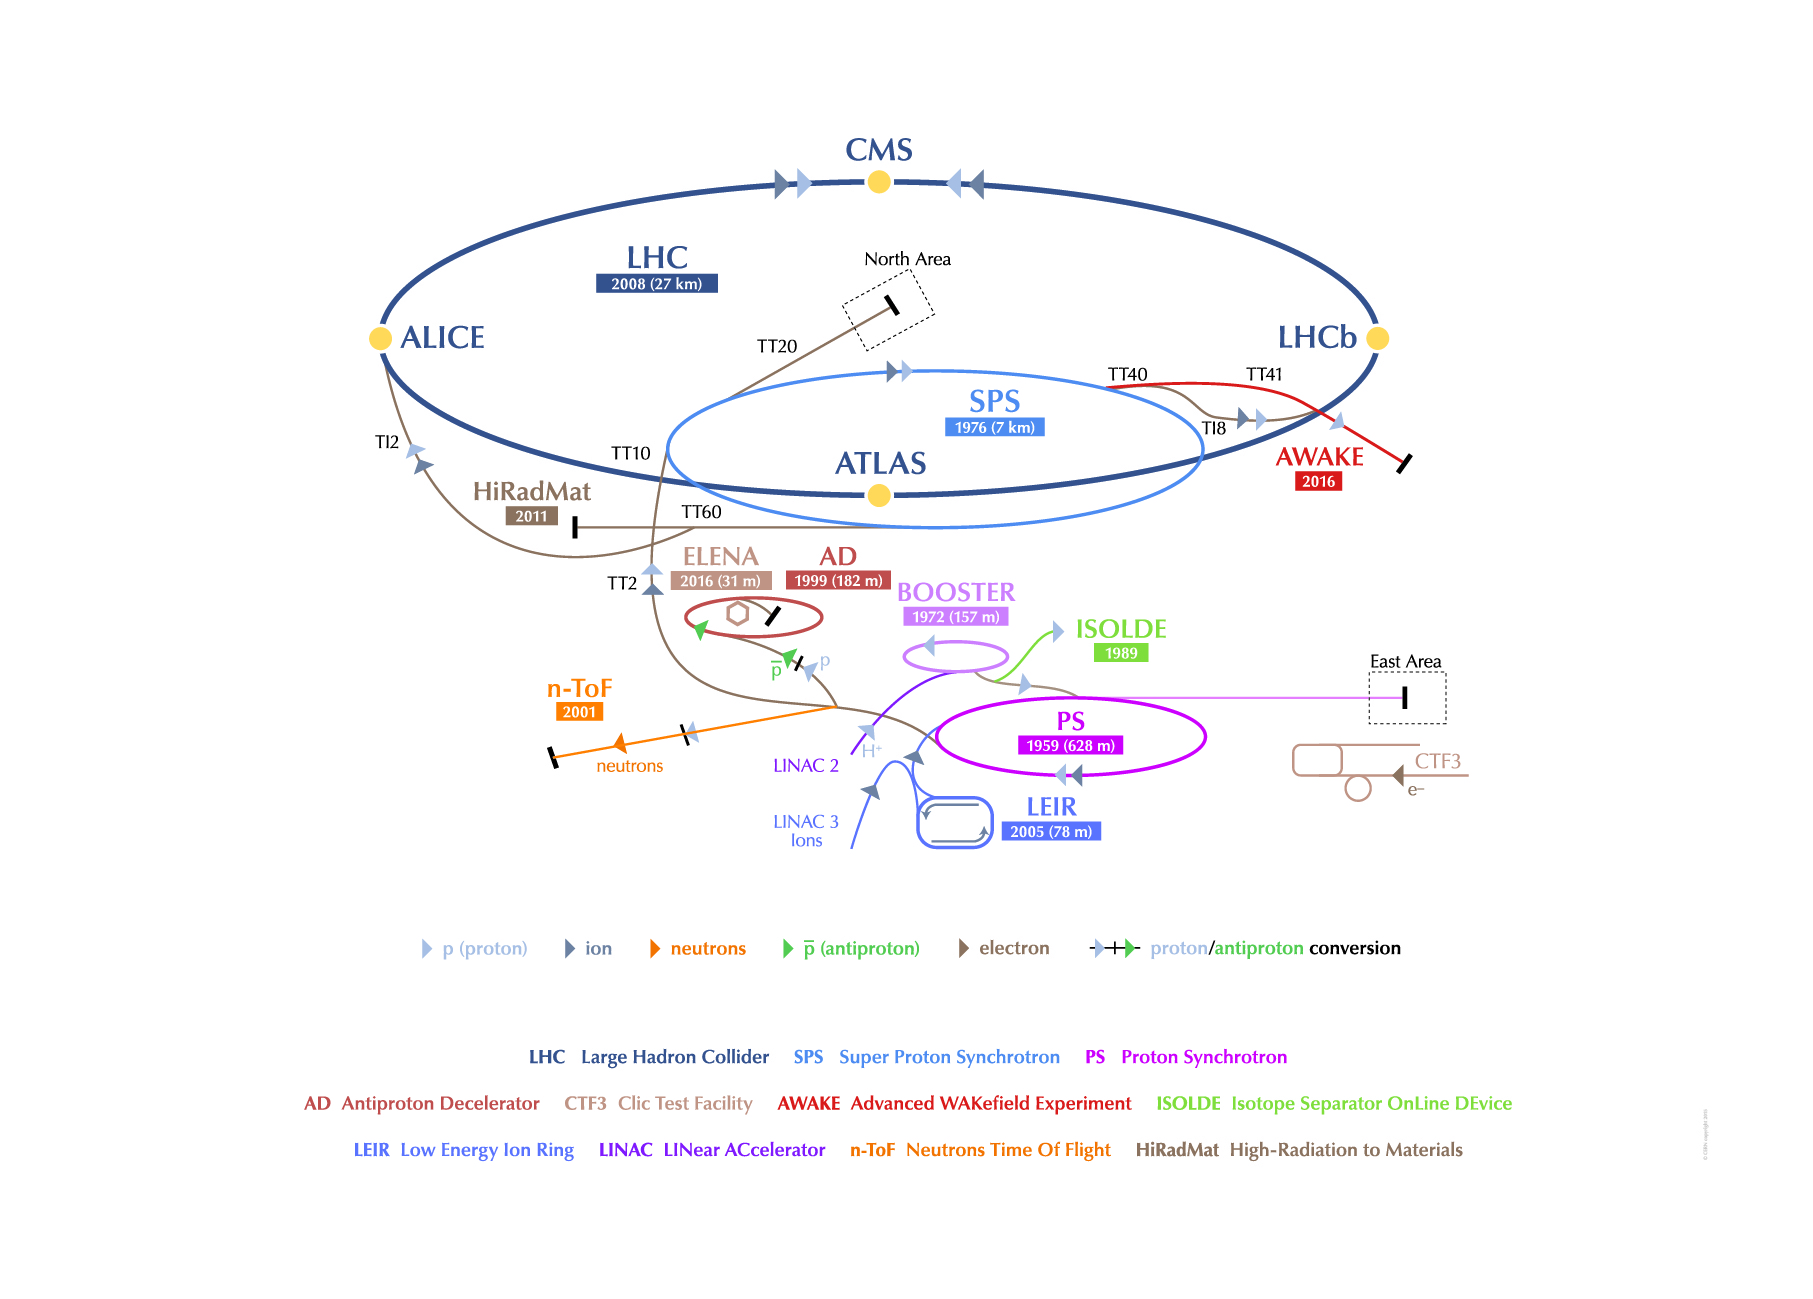 CMS
LHC
2008 (27 km)
North Area
ALICE
LHCb
TT20
TT40
TT41
SPS
1976 (7 km)
TI2
TT10
TI8
ATLAS
AWAKE
2016
HiRadMat
2011
TT60
ELENA
2016 (31 m)
AD
1999 (182 m)
TT2
BOOSTER
1972 (157 m)
ISOLDE
1989
p̅
p
East Area
n-ToF
2001
neutrons
PS
1959 (628 m)
H⁺
LINAC 2
CTF3
e–
LEIR
2005 (78 m)
LINAC 3
Ions
p (proton) ion neutrons p̅ (antiproton) electron proton/antiproton conversion
LHC Large Hadron Collider SPS Super Proton Synchrotron PS Proton Synchrotron
AD Antiproton Decelerator CTF3 Clic Test Facility AWAKE Advanced WAKefield Experiment ISOLDE Isotope Separator OnLine DEvice
LEIR Low Energy Ion Ring LINAC LINear ACcelerator n-ToF Neutrons Time Of Flight HiRadMat High-Radiation to Materials